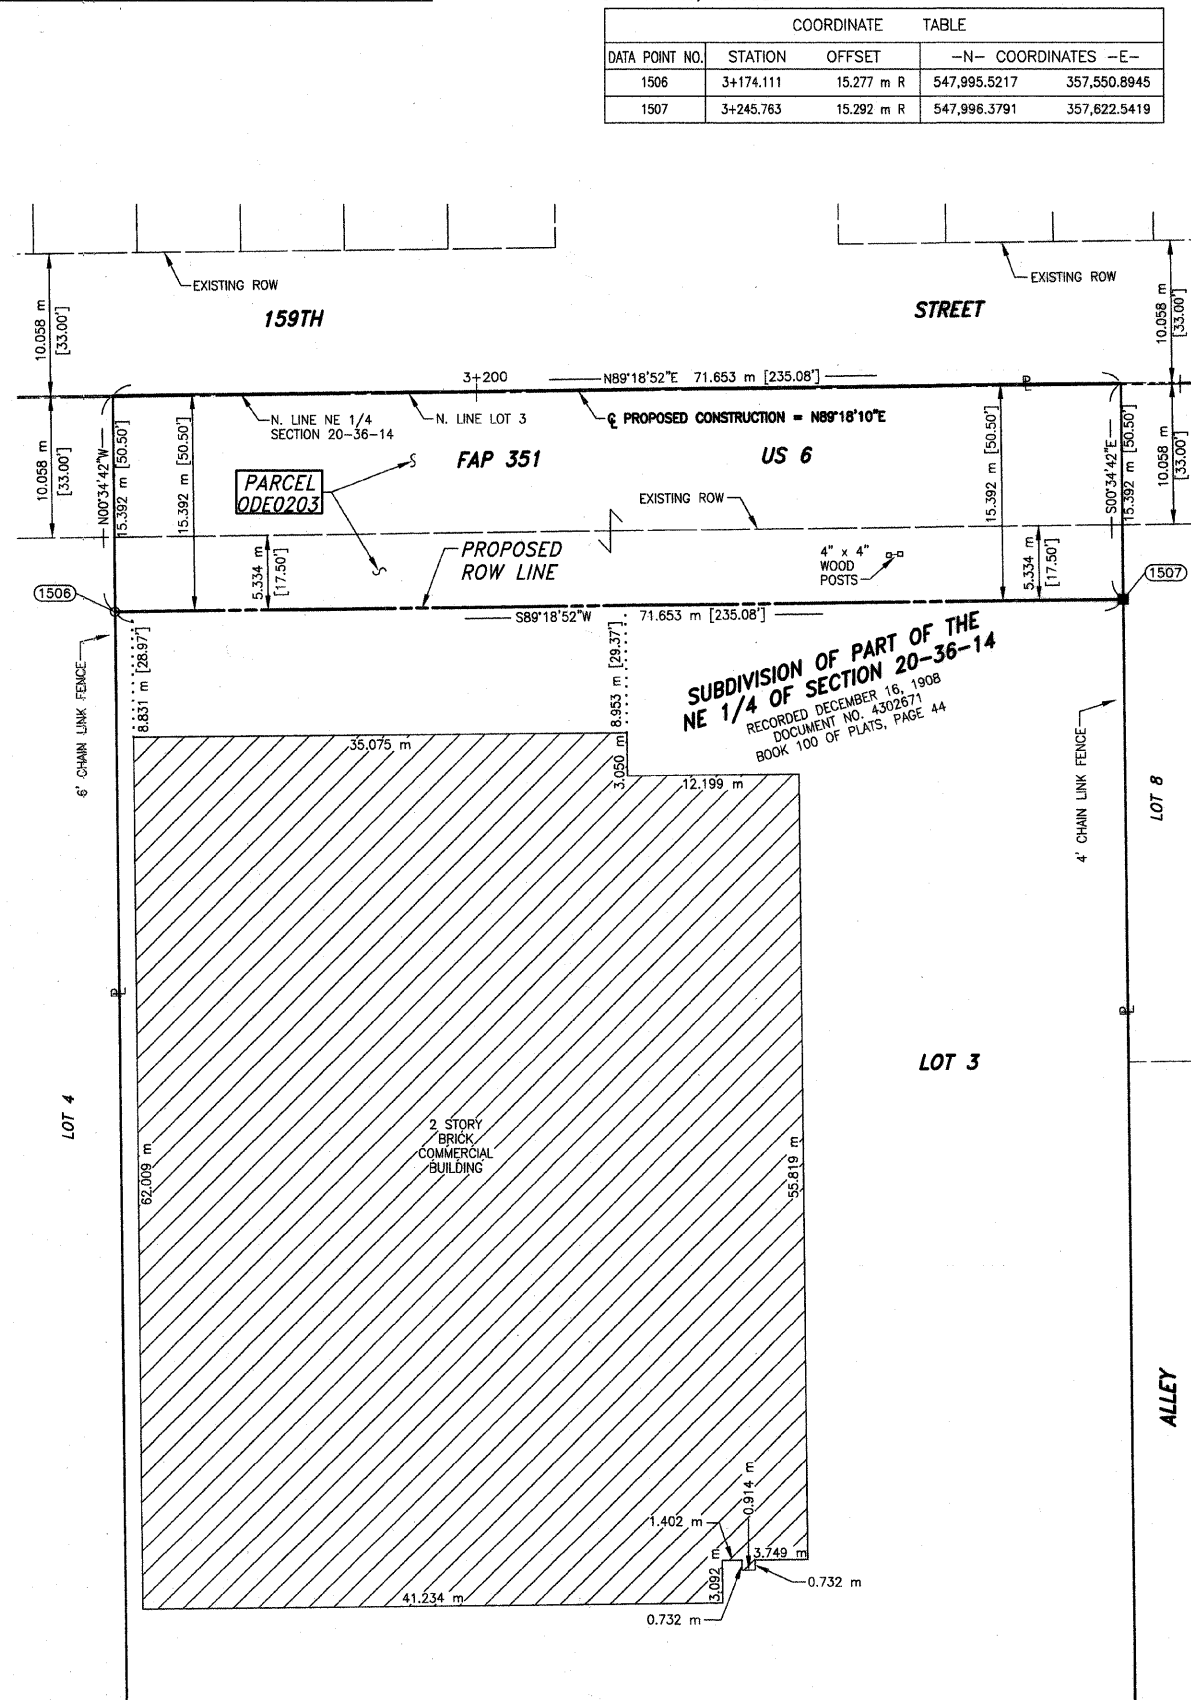 COORDINATE TABLE
DATA POINT NO. STATION OFFSET -N- COORDINATES -E-
1506 3+174.111 15.277 m R 547,995.5217 357,550.8945
1507 3+245.763 15.292 m R 547,996.3791 357,622.5419
EXISTING ROW
EXISTING ROW
10.058 m
[33.00']
159TH
STREET
10.058 m
[33.00']
3+200
N89°18'52"E 71.653 m [235.08']
N. LINE NE 1/4
SECTION 20-36-14
N. LINE LOT 3
℄ PROPOSED CONSTRUCTION = N89°18'10"E
10.058 m
[33.00']
N00°34'42"W
15.392 m [50.50']
15.392 m [50.50']
FAP 351
US 6
15.392 m [50.50']
S00°34'42"E
15.392 m [50.50']
10.058 m
[33.00']
PARCEL
0DE0203
EXISTING ROW
5.334 m
[17.50']
PROPOSED
ROW LINE
4" x 4"
WOOD
POSTS
5.334 m
[17.50']
1506
1507
S89°18'52"W 71.653 m [235.08']
6' CHAIN LINK FENCE
8.831 m [28.97']
8.953 m [29.37']
SUBDIVISION OF PART OF THE
NE 1/4 OF SECTION 20-36-14
RECORDED DECEMBER 16, 1908
DOCUMENT NO. 4302671
BOOK 100 OF PLATS, PAGE 44
35.075 m
3.050 m
12.199 m
4' CHAIN LINK FENCE
LOT 8
PL
PL
PL
LOT 3
LOT 4
2 STORY
BRICK
COMMERCIAL
BUILDING
62.009 m
55.819 m
ALLEY
0.914 m
1.402 m
3.749 m
3.092 m
0.732 m
41.234 m
0.732 m